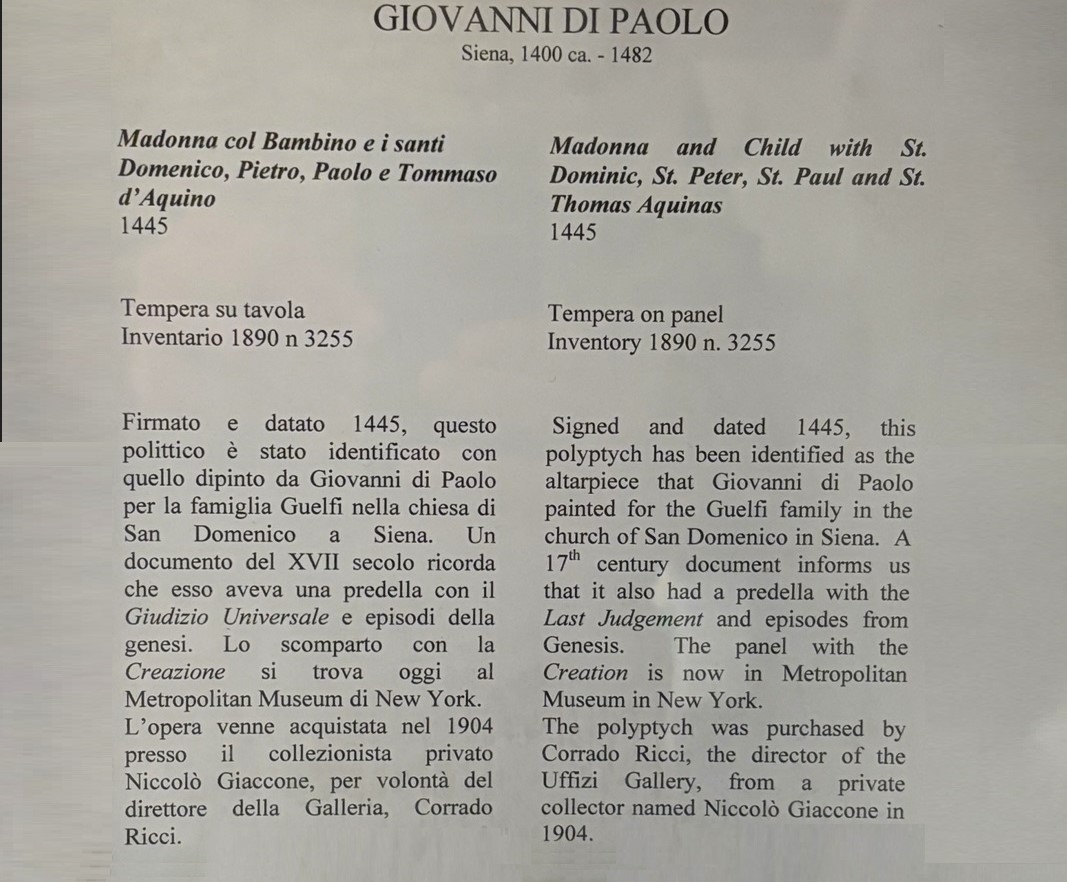 GIOVANNI DI PAOLO
Siena, 1400 ca. - 1482
Madonna col Bambino e i santi
Domenico, Pietro, Paolo e Tommaso
d'Aquino
1445
Tempera su tavola
Inventario 1890 n 3255
Firmato e datato 1445, questo
polittico è stato identificato con
quello dipinto da Giovanni di Paolo
per la famiglia Guelfi nella chiesa di
San Domenico a Siena. Un
documento del XVII secolo ricorda
che esso aveva una predella con il
Giudizio Universale e episodi della
genesi. Lo scomparto con la
Creazione si trova oggi al
Metropolitan Museum di New York.
L'opera venne acquistata nel 1904
presso il collezionista privato
Niccolò Giaccone, per volontà del
direttore della Galleria, Corrado
Ricci.
Madonna and Child with St.
Dominic, St. Peter, St. Paul and St.
Thomas Aquinas
1445
Tempera on panel
Inventory 1890 n. 3255
Signed and dated 1445, this
polyptych has been identified as the
altarpiece that Giovanni di Paolo
painted for the Guelfi family in the
church of San Domenico in Siena. A
17th century document informs us
that it also had a predella with the
Last Judgement and episodes from
Genesis. The panel with the
Creation is now in Metropolitan
Museum in New York.
The polyptych was purchased by
Corrado Ricci, the director of the
Uffizi Gallery, from a private
collector named Niccolò Giaccone in
1904.